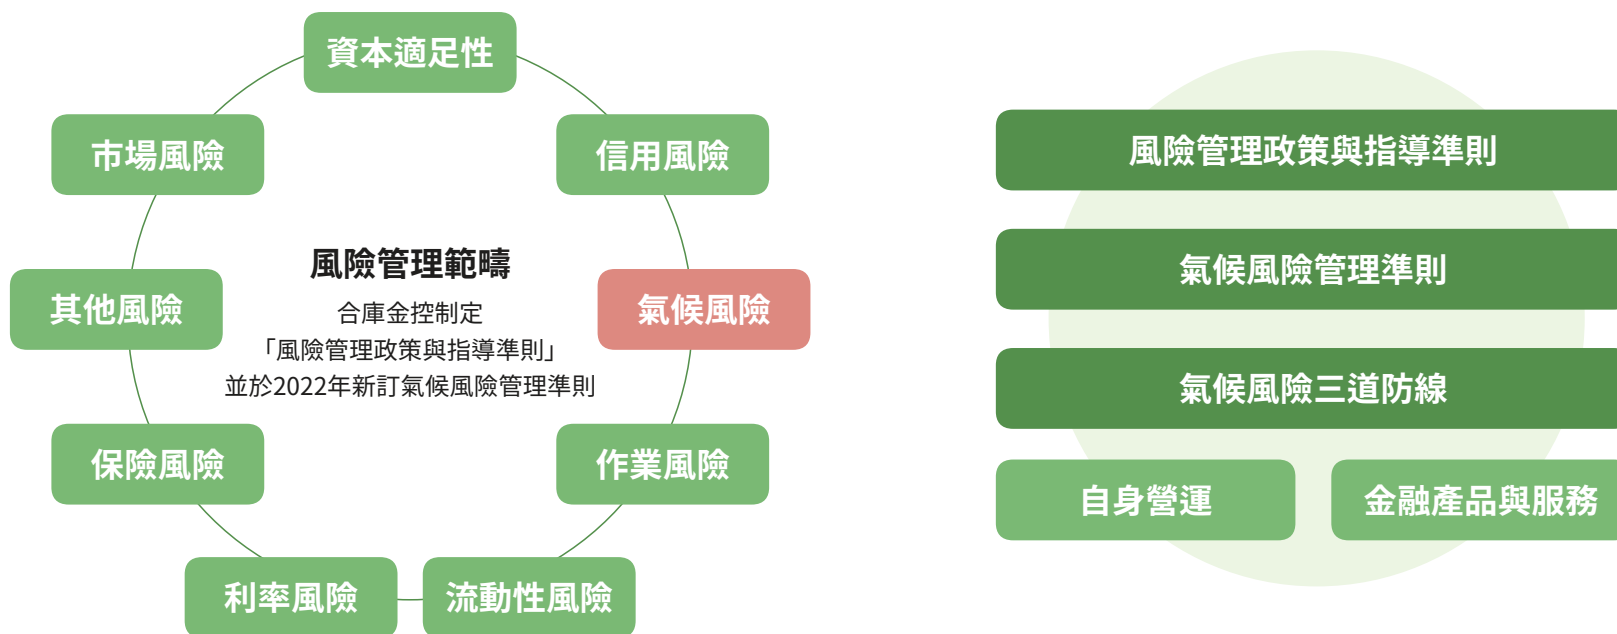 資本適足性
市場風險
信用風險
風險管理範疇
其他風險
氣候風險
合庫金控制定
「風險管理政策與指導準則」
並於2022年新訂氣候風險管理準則
保險風險
作業風險
利率風險
流動性風險
風險管理政策與指導準則
氣候風險管理準則
氣候風險三道防線
自身營運
金融產品與服務